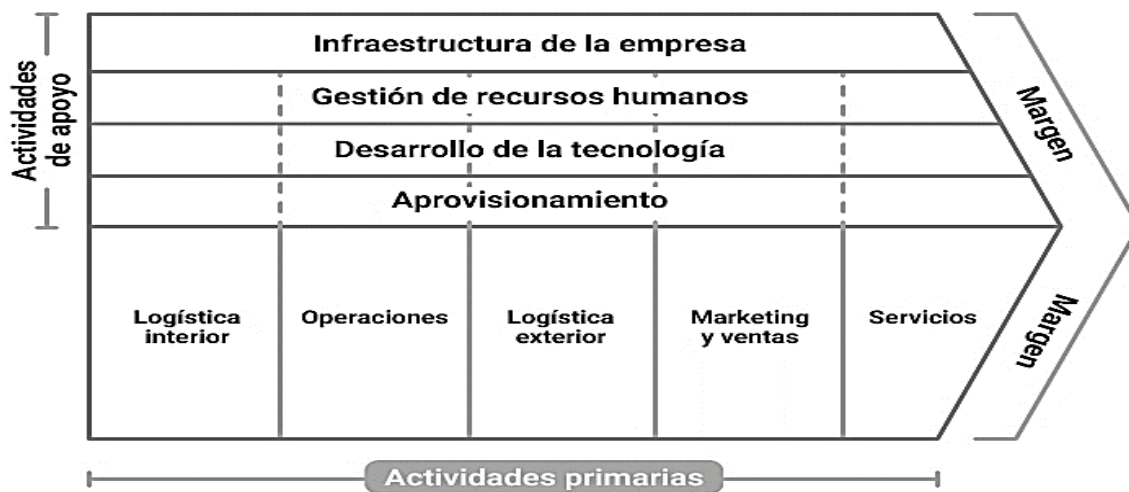 Actividades
de apoyo
Infraestructura de la empresa
Gestión de recursos humanos
Desarrollo de la tecnología
Aprovisionamiento
Margen
Logística
interior
Operaciones
Logística
exterior
Marketing
y ventas
Servicios
Margen
Actividades primarias